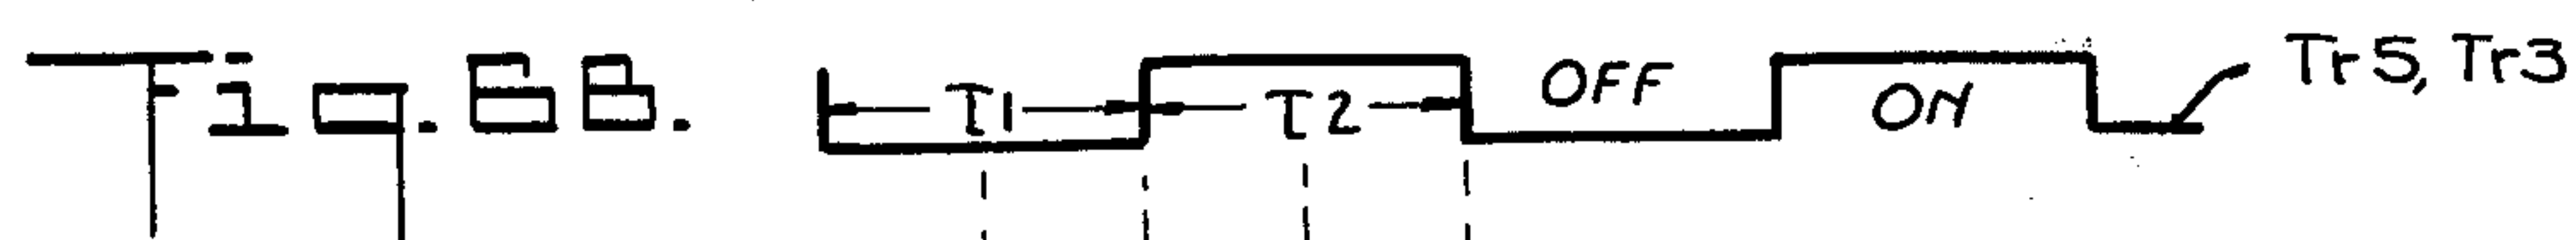 Fig. 6B.
T1
T2
OFF
ON
Tr5, Tr3